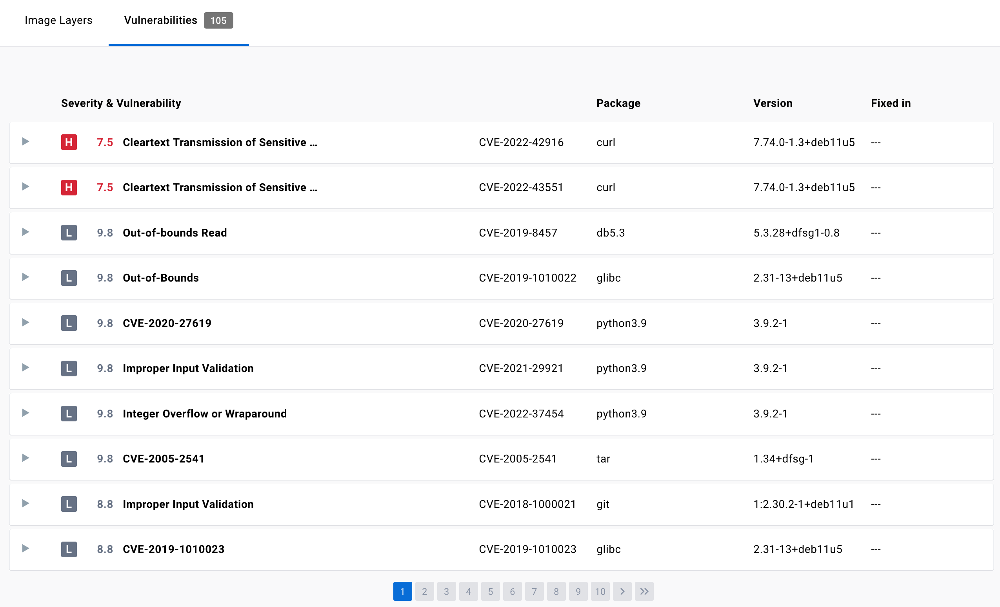 Image Layers Vulnerabilities 105
Severity & Vulnerability Package Version Fixed in
H 7.5 Cleartext Transmission of Sensitive ... CVE-2022-42916 curl 7.74.0-1.3+deb11u5 ---
H 7.5 Cleartext Transmission of Sensitive ... CVE-2022-43551 curl 7.74.0-1.3+deb11u5 ---
L 9.8 Out-of-bounds Read CVE-2019-8457 db5.3 5.3.28+dfsg1-0.8 ---
L 9.8 Out-of-Bounds CVE-2019-1010022 glibc 2.31-13+deb11u5 ---
L 9.8 CVE-2020-27619 CVE-2020-27619 python3.9 3.9.2-1 ---
L 9.8 Improper Input Validation CVE-2021-29921 python3.9 3.9.2-1 ---
L 9.8 Integer Overflow or Wraparound CVE-2022-37454 python3.9 3.9.2-1 ---
L 9.8 CVE-2005-2541 CVE-2005-2541 tar 1.34+dfsg-1 ---
L 8.8 Improper Input Validation CVE-2018-1000021 git 1:2.30.2-1+deb11u1 ---
L 8.8 CVE-2019-1010023 CVE-2019-1010023 glibc 2.31-13+deb11u5 ---
1 2 3 4 5 6 7 8 9 10 > >>